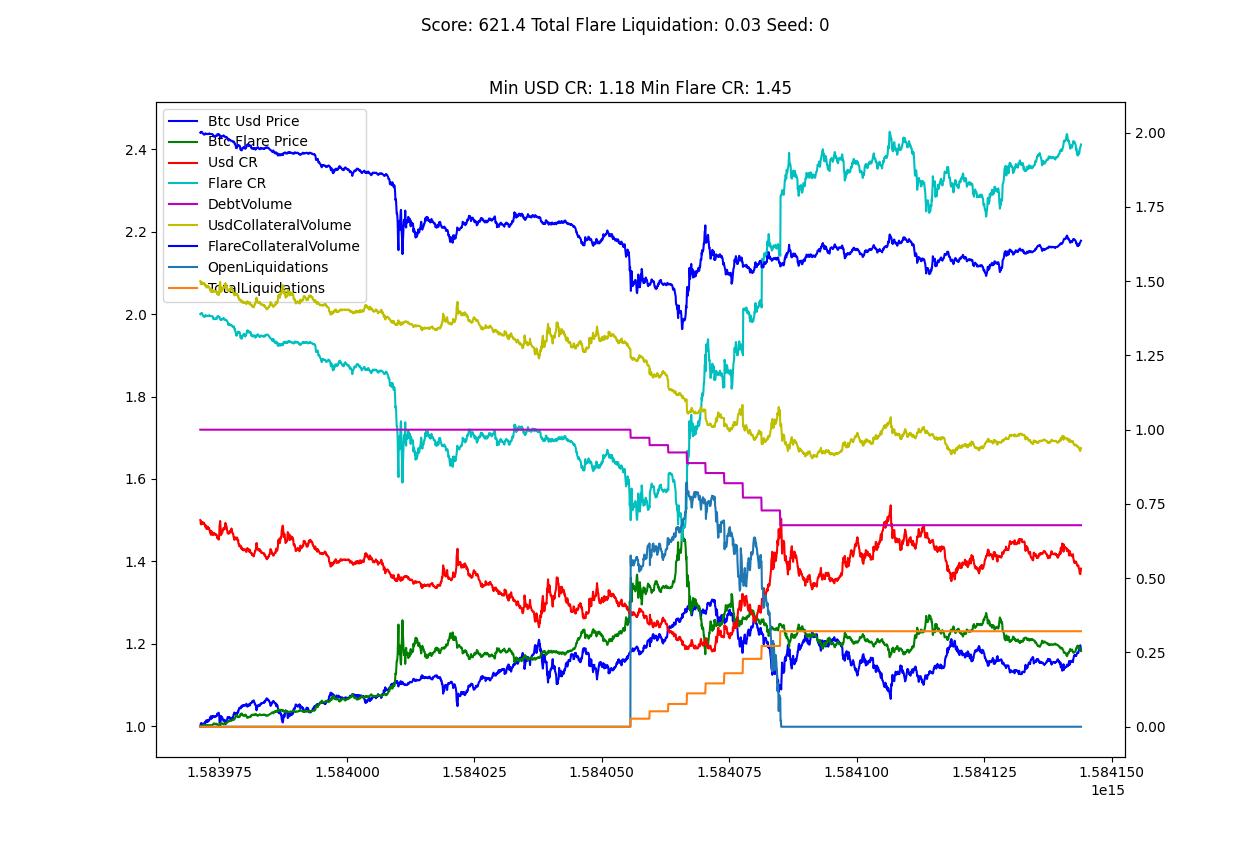 Score: 621.4 Total Flare Liquidation: 0.03 Seed: 0
Min USD CR: 1.18 Min Flare CR: 1.45
Btc Usd Price
Btc Flare Price
Usd CR
Flare CR
DebtVolume
UsdCollateralVolume
FlareCollateralVolume
OpenLiquidations
TotalLiquidations
2.4
2.2
2.0
1.8
1.6
1.4
1.2
1.0
2.00
1.75
1.50
1.25
1.00
0.75
0.50
0.25
0.00
1.583975 1.584000 1.584025 1.584050 1.584075 1.584100 1.584125 1.584150
1e15